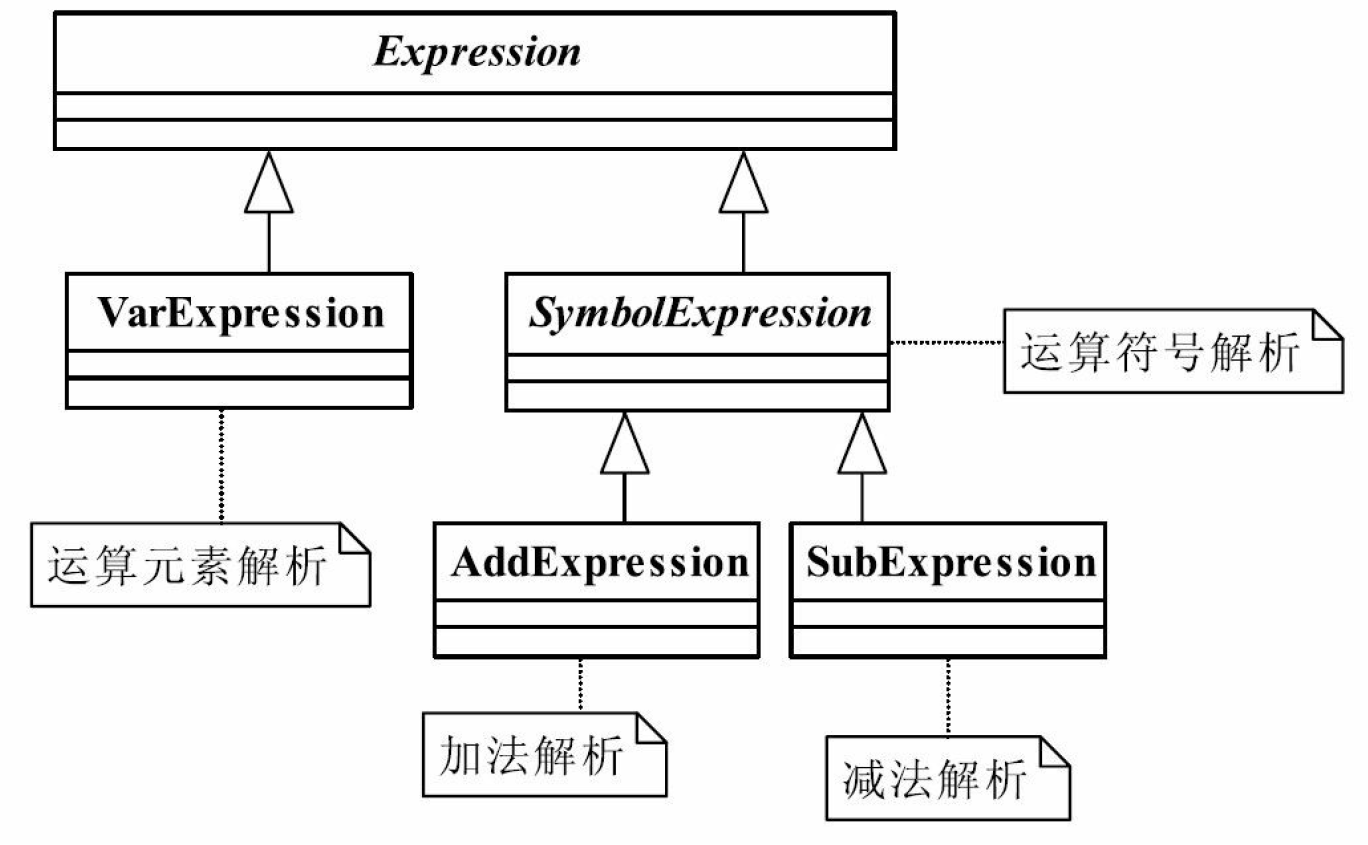 Expression
VarExpression
SymbolExpression
运算符号解析
运算元素解析
AddExpression
SubExpression
加法解析
减法解析